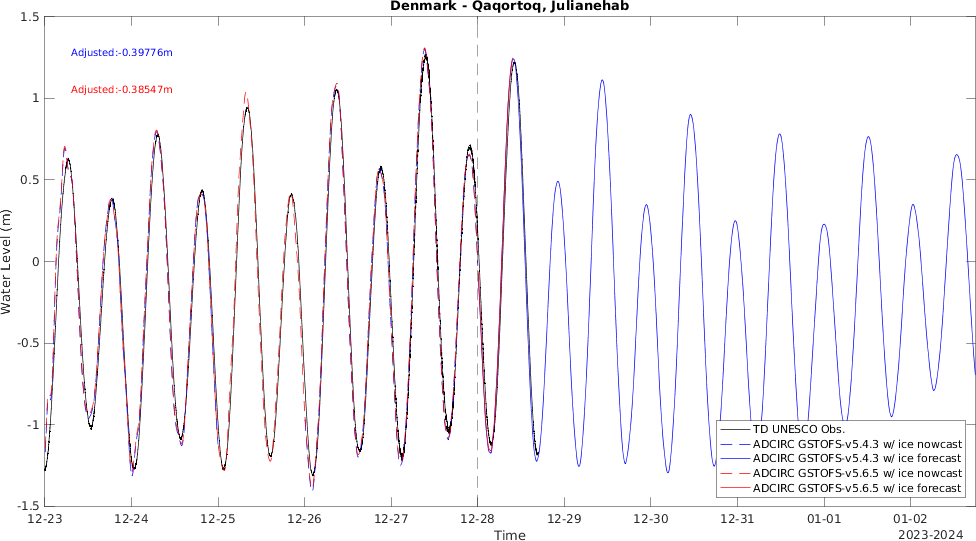 Denmark - Qaqortoq, Julianehab
Adjusted:-0.39776m
Adjusted:-0.38547m
1.5
1
0.5
0
-0.5
-1
-1.5
Water Level (m)
TD UNESCO Obs.
ADCIRC GSTOFS-v5.4.3 w/ ice nowcast
ADCIRC GSTOFS-v5.4.3 w/ ice forecast
ADCIRC GSTOFS-v5.6.5 w/ ice nowcast
ADCIRC GSTOFS-v5.6.5 w/ ice forecast
12-23 12-24 12-25 12-26 12-27 12-28 12-29 12-30 12-31 01-01 01-02
Time
2023-2024